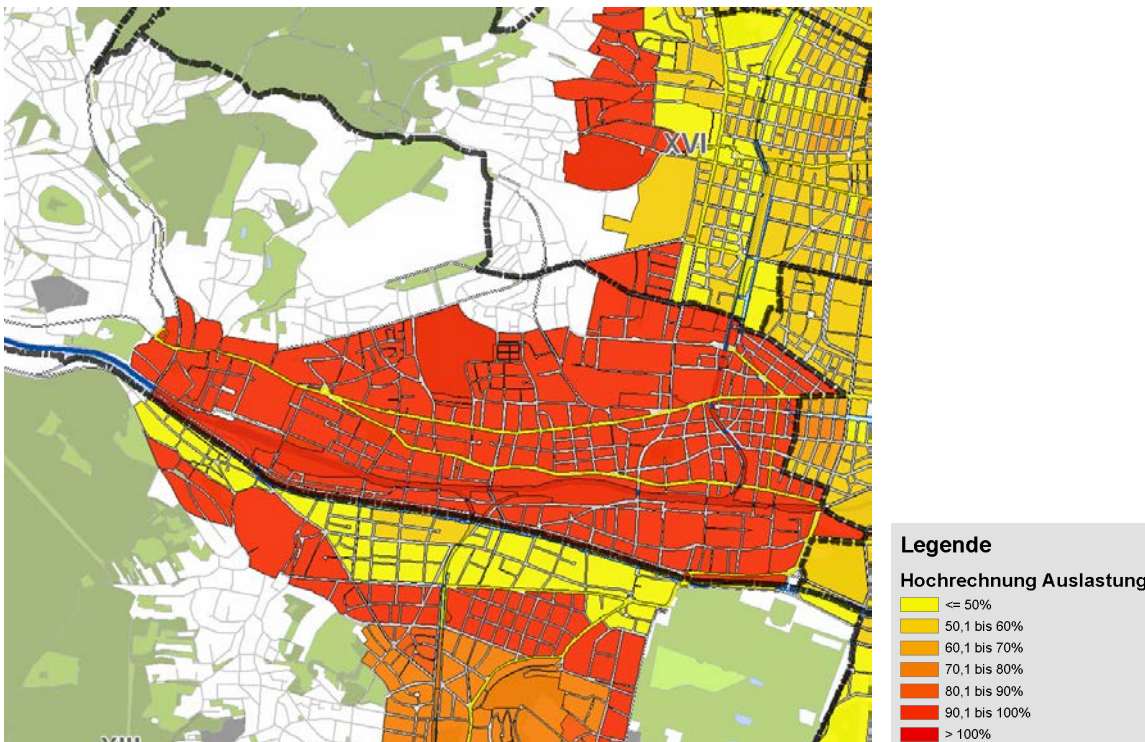 XVI
Legende
Hochrechnung Auslastung
<= 50%
50,1 bis 60%
60,1 bis 70%
70,1 bis 80%
80,1 bis 90%
90,1 bis 100%
> 100%
XIII